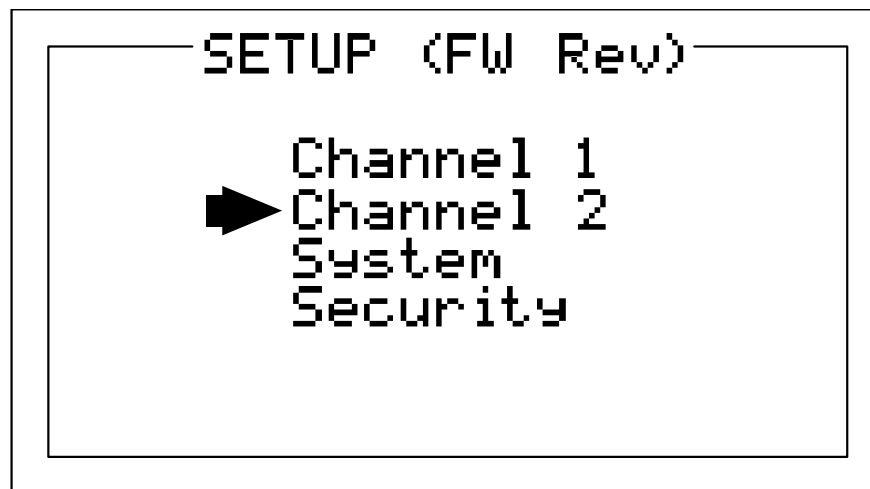 SETUP (FW Rev)
Channel 1
Channel 2
System
Security